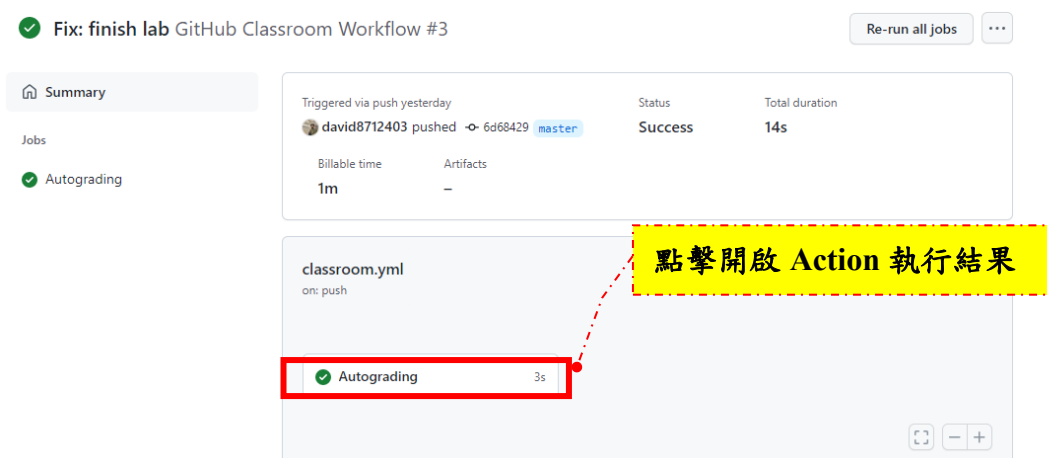 Fix: finish lab GitHub Classroom Workflow #3
Re-run all jobs
Summary
Jobs
Autograding
Triggered via push yesterday
david8712403 pushed 6d68429 master
Status
Success
Total duration
14s
Billable time
1m
Artifacts
–
點擊開啟 Action 執行結果
classroom.yml
on: push
Autograding 3s